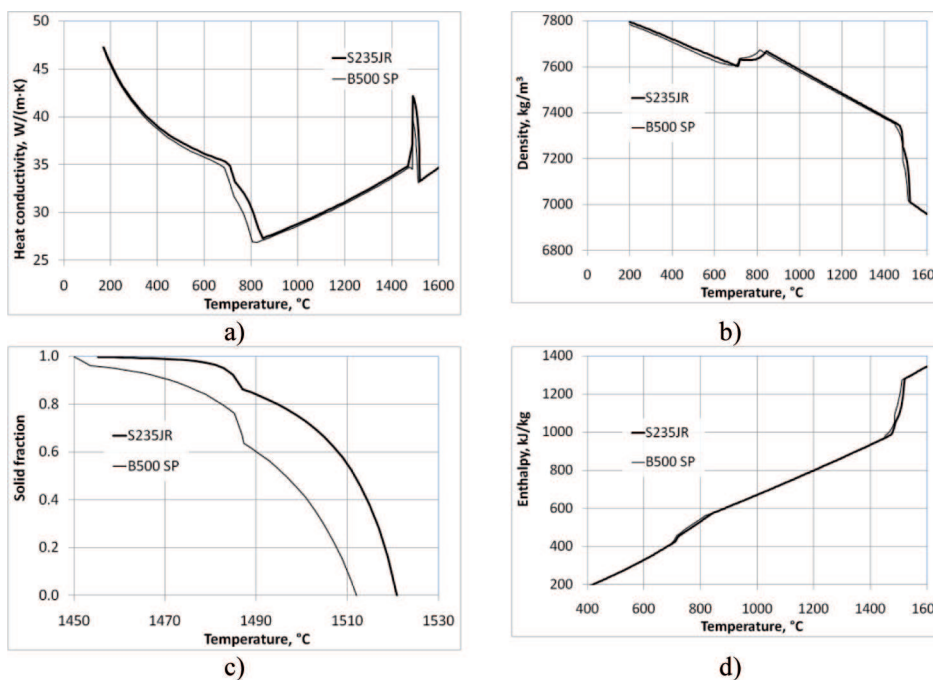 50
45
40
35
30
25
Heat conductivity, W/(m·K)
S235JR
B500 SP
0 200 400 600 800 1000 1200 1400 1600
Temperature, °C
a)
8000
7800
7600
7400
7200
7000
6800
Density, kg/m³
S235JR
B500 SP
0 200 400 600 800 1000 1200 1400 1600
Temperature, °C
b)
1.0
0.8
0.6
0.4
0.2
0.0
Solid fraction
S235JR
B500 SP
1450 1470 1490 1510 1530
Temperature, °C
c)
1400
1200
1000
800
600
400
200
Enthalpy, kJ/kg
S235JR
B500 SP
400 600 800 1000 1200 1400 1600
Temperature, °C
d)